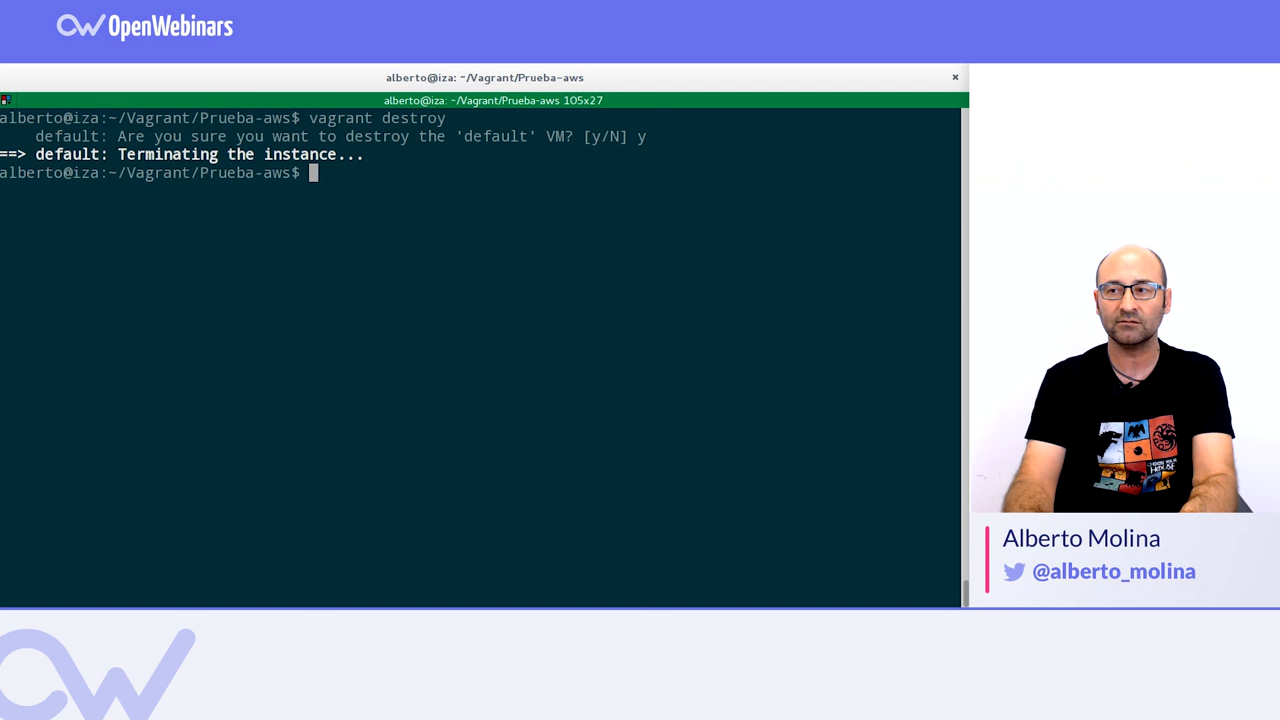 OpenWebinars
alberto@iza: ~/Vagrant/Prueba-aws
×
alberto@iza: ~/Vagrant/Prueba-aws 105x27
alberto@iza:~/Vagrant/Prueba-aws$ vagrant destroy
default: Are you sure you want to destroy the 'default' VM? [y/N] y
==> default: Terminating the instance...
alberto@iza:~/Vagrant/Prueba-aws$
HOUSE
Alberto Molina
@alberto_molina